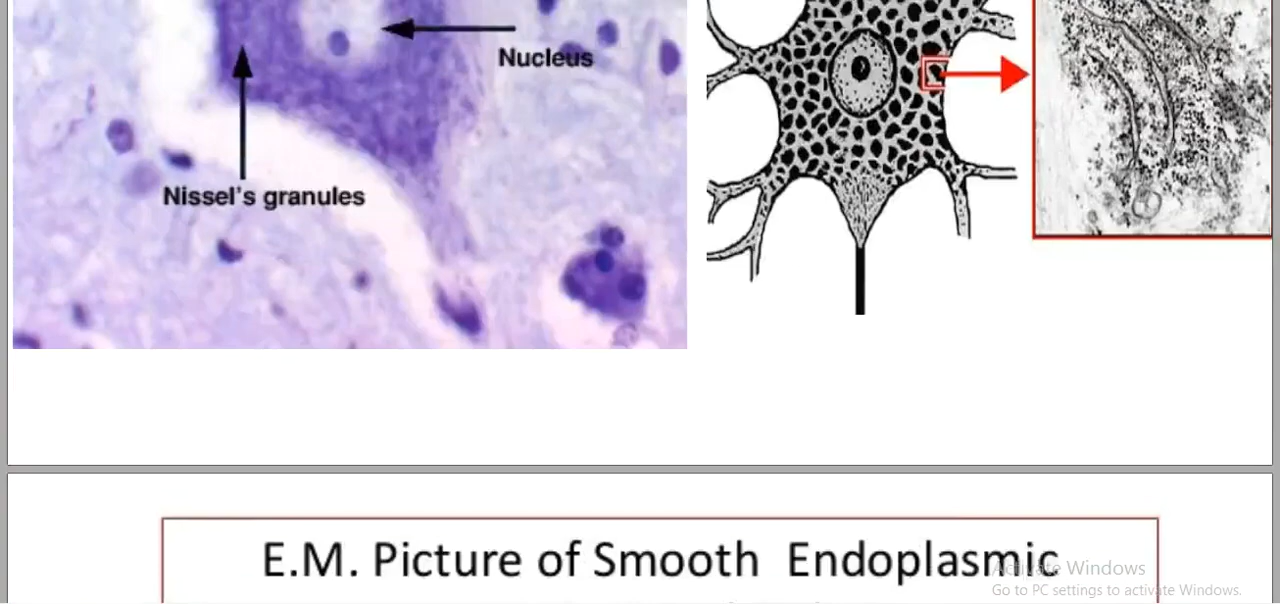 Nucleus
Nissel's granules
E.M. Picture of Smooth Endoplasmic
Activate Windows
Go to PC settings to activate Windows.